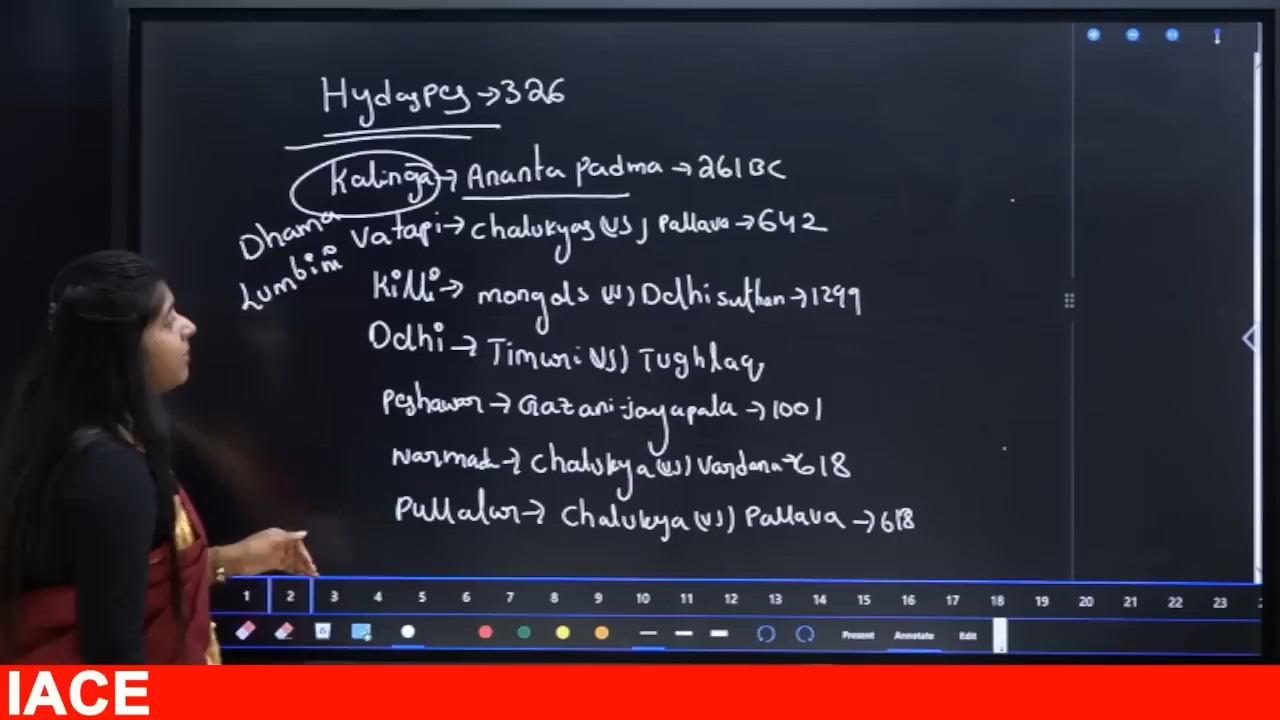 Hydaspes → 326
Kalinga → Ananta padma → 261 BC
Dhama
Lumbini
Vatapi → Chalukyas (vs) Pallava → 642
Killi → mongols (vs) Delhi sulthan → 1299
Delhi → Timuri (vs) Tughlaq
Peshawar → Gazani - jayapala → 1001
Narmada → Chalukya (vs) Vardana → 618
Pullalur → Chalukya (vs) Pallava → 618
1 2 3 4 5 6 7 8 9 10 11 12 13 14 15 16 17 18 19 20 21 22 23
Present Annotate Edit
IACE